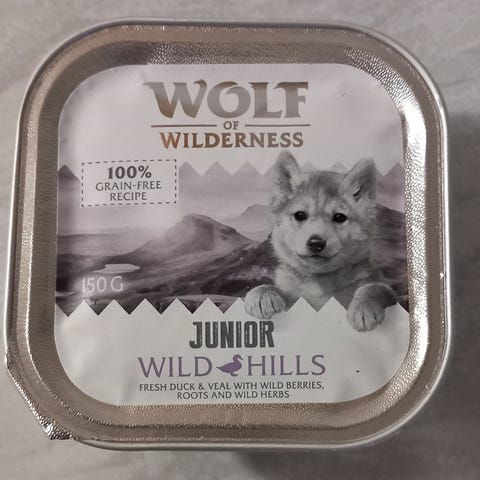 WOLF
OF
WILDERNESS
100%
GRAIN-FREE
RECIPE
150 G
JUNIOR
WILD HILLS
FRESH DUCK & VEAL WITH WILD BERRIES,
ROOTS AND WILD HERBS